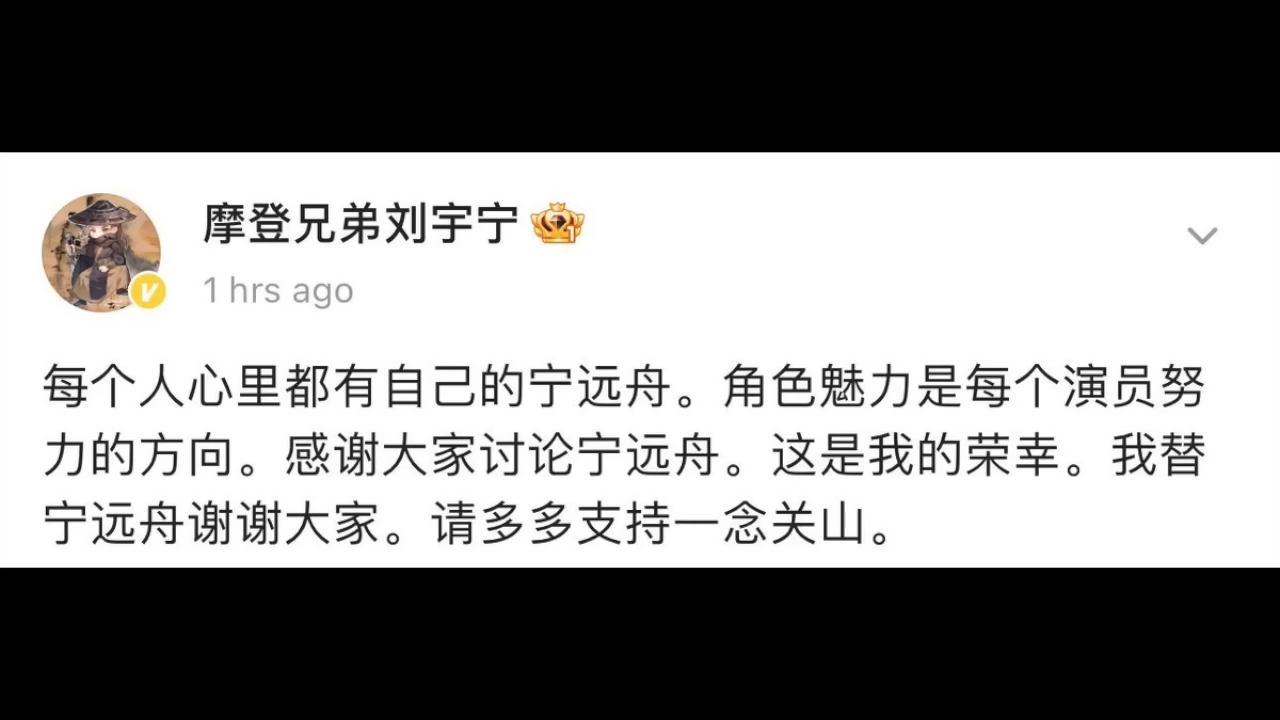 摩登兄弟刘宇宁
1 hrs ago
每个人心里都有自己的宁远舟。角色魅力是每个演员努
力的方向。感谢大家讨论宁远舟。这是我的荣幸。我替
宁远舟谢谢大家。请多多支持一念关山。